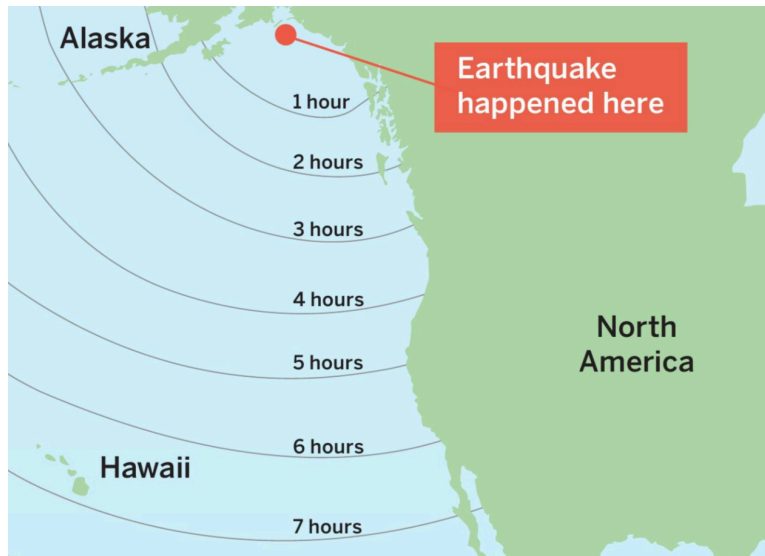 Alaska
Earthquake
happened here
1 hour
2 hours
3 hours
4 hours
North
America
5 hours
6 hours
Hawaii
7 hours